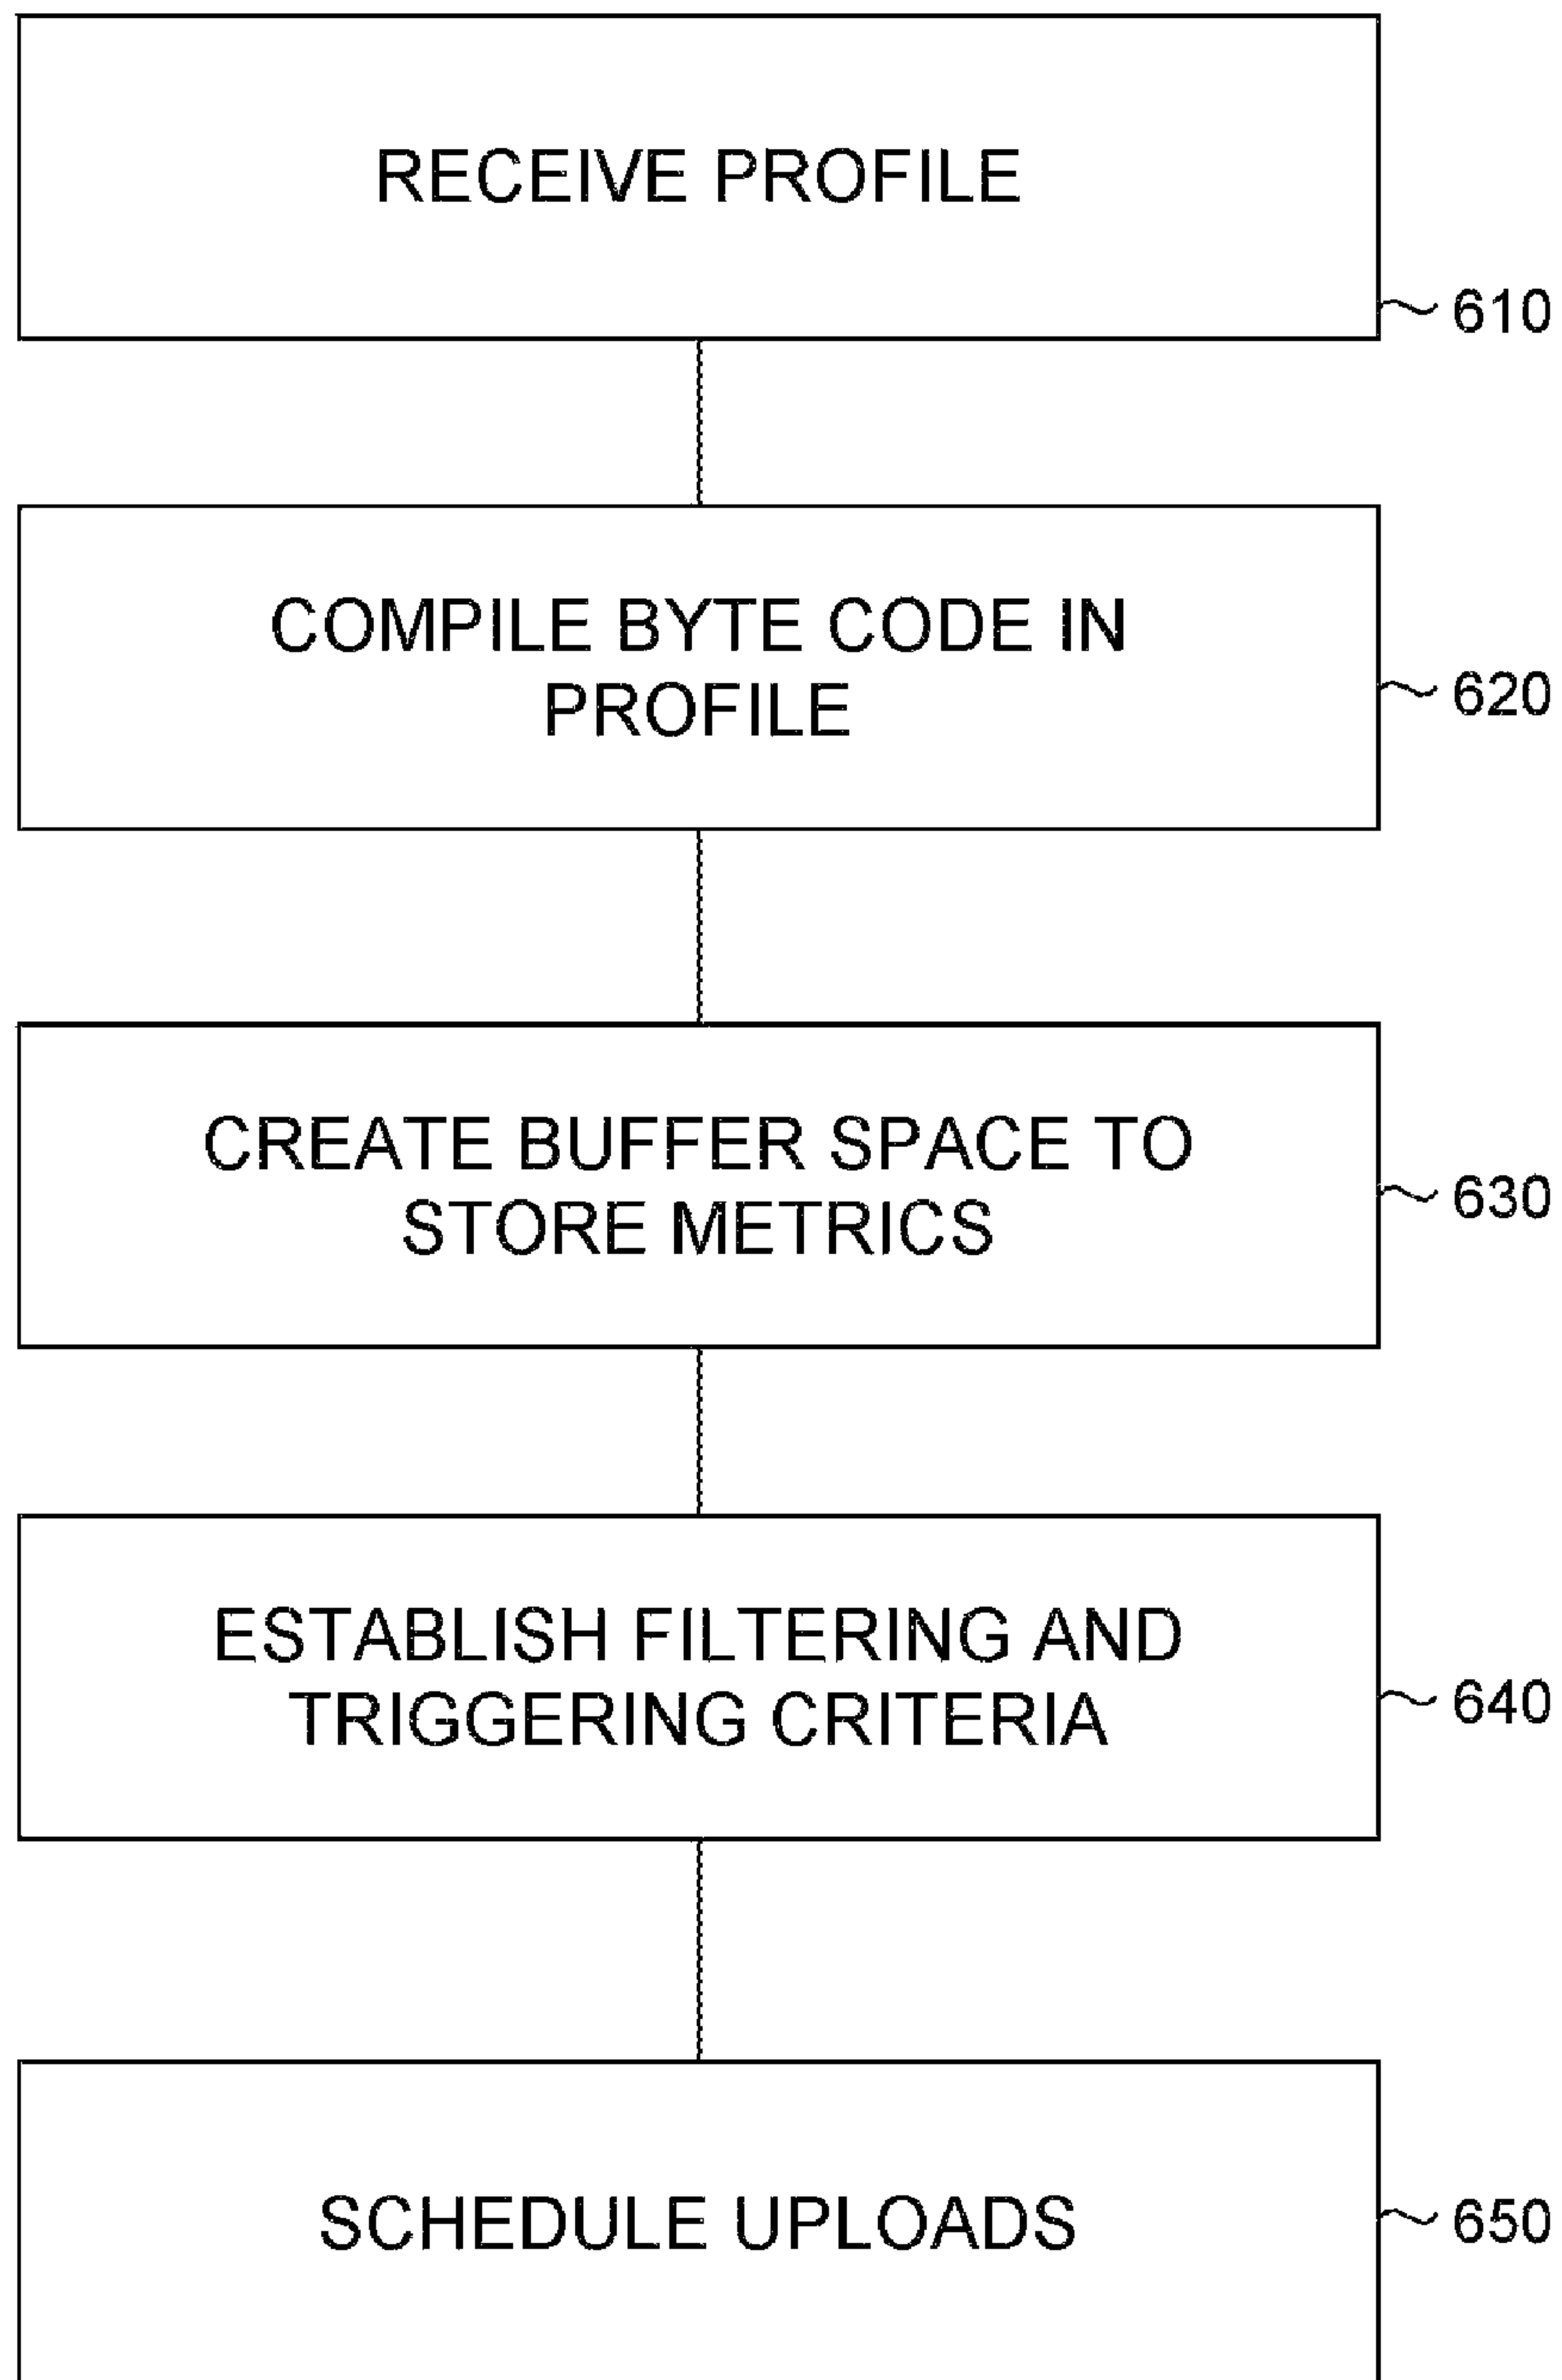 RECEIVE PROFILE
610
COMPILE BYTE CODE IN
PROFILE
620
CREATE BUFFER SPACE TO
STORE METRICS
630
ESTABLISH FILTERING AND
TRIGGERING CRITERIA
640
SCHEDULE UPLOADS
650